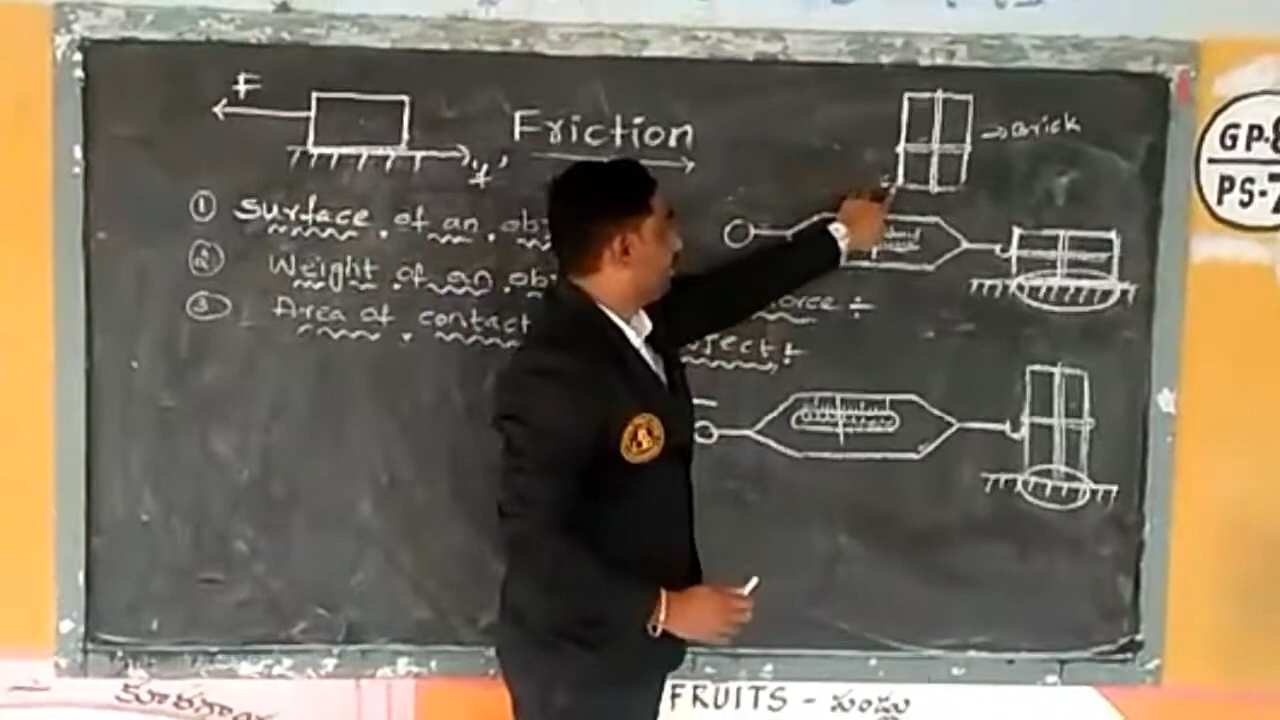 F
Friction
→ Brick
f
① Surface of an ob
② Weight of an ob
③ Area of contact
orce ÷
ject÷
GP-8
PS-7
FRUITS - పండ్లు